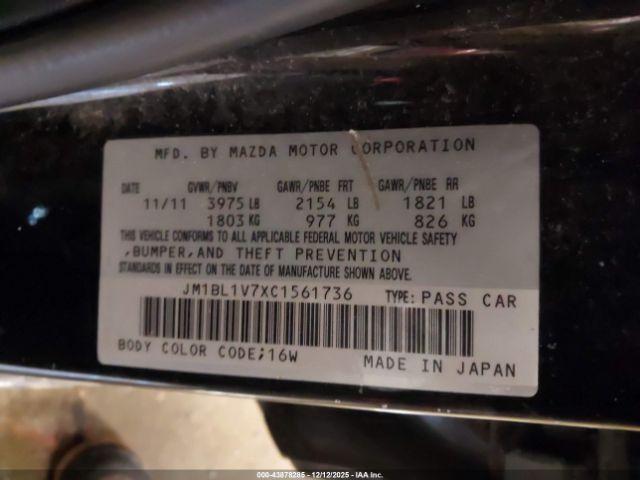 MFD. BY MAZDA MOTOR CORPORATION
DATE GVWR/PNBV GAWR/PNBE FRT GAWR/PNBE RR
11/11 3975 LB 2154 LB 1821 LB
1803 KG 977 KG 826 KG
THIS VEHICLE CONFORMS TO ALL APPLICABLE FEDERAL MOTOR VEHICLE SAFETY
,BUMPER,AND THEFT PREVENTION
STANDARDS IN EFFECT ON THE DATE OF MANUFACTURE SHOWN ABOVE.
JM1BL1V7XC1561736 TYPE: PASS CAR
BODY COLOR CODE;16W MADE IN JAPAN
000-43878285 - 12/12/2025 - IAA Inc.